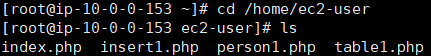 [root@ip-10-0-0-153 ~]# cd /home/ec2-user
[root@ip-10-0-0-153 ec2-user]# ls
index.php  insert1.php  person1.php  table1.php